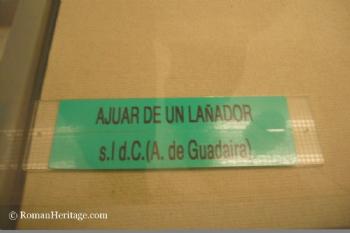 AJUAR DE UN LAÑADOR
s.I d.C.(A. de Guadaira)
© RomanHeritage.com